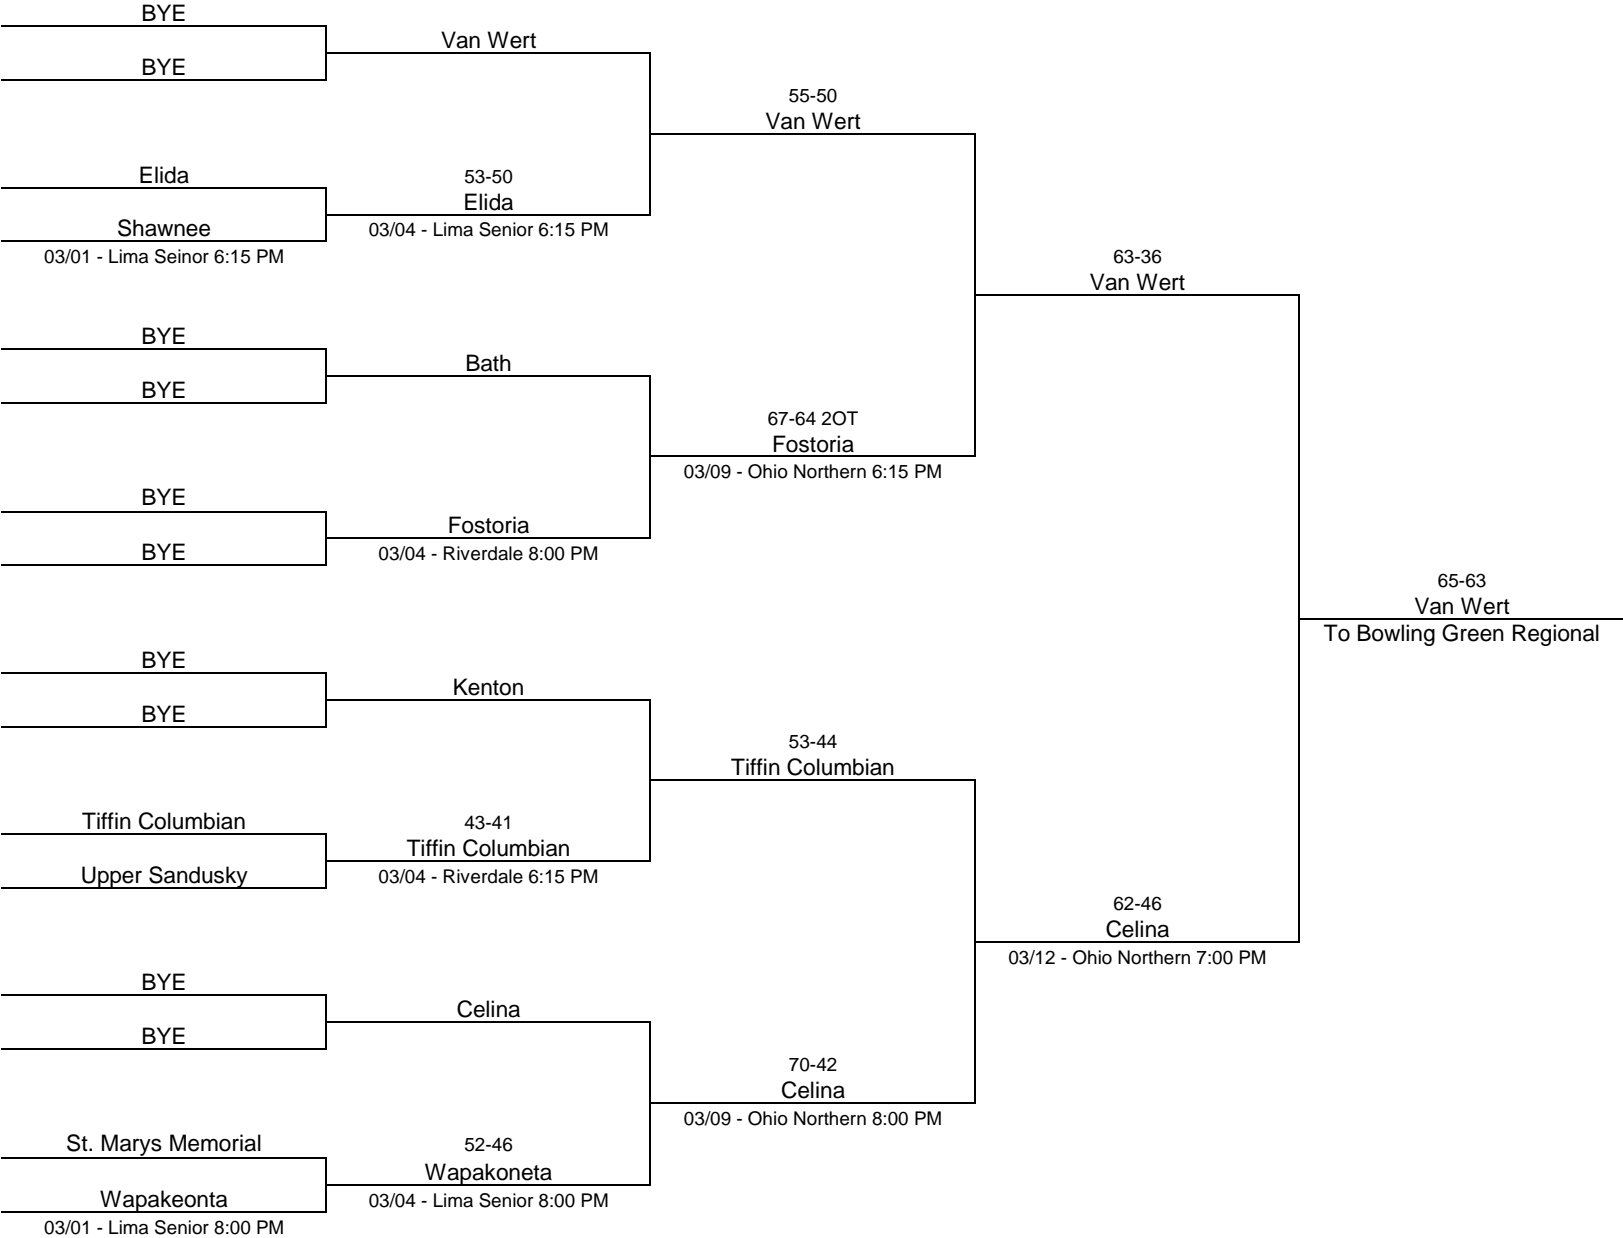 BYE
BYE
Elida
Shawnee
03/01 - Lima Seinor 6:15 PM
BYE
BYE
BYE
BYE
BYE
BYE
Tiffin Columbian
Upper Sandusky
BYE
BYE
St. Marys Memorial
Wapakeonta
03/01 - Lima Senior 8:00 PM
Van Wert
53-50
Elida
03/04 - Lima Senior 6:15 PM
Bath
Fostoria
03/04 - Riverdale 8:00 PM
Kenton
43-41
Tiffin Columbian
03/04 - Riverdale 6:15 PM
Celina
52-46
Wapakoneta
03/04 - Lima Senior 8:00 PM
55-50
Van Wert
67-64 2OT
Fostoria
03/09 - Ohio Northern 6:15 PM
53-44
Tiffin Columbian
70-42
Celina
03/09 - Ohio Northern 8:00 PM
63-36
Van Wert
62-46
Celina
03/12 - Ohio Northern 7:00 PM
65-63
Van Wert
To Bowling Green Regional